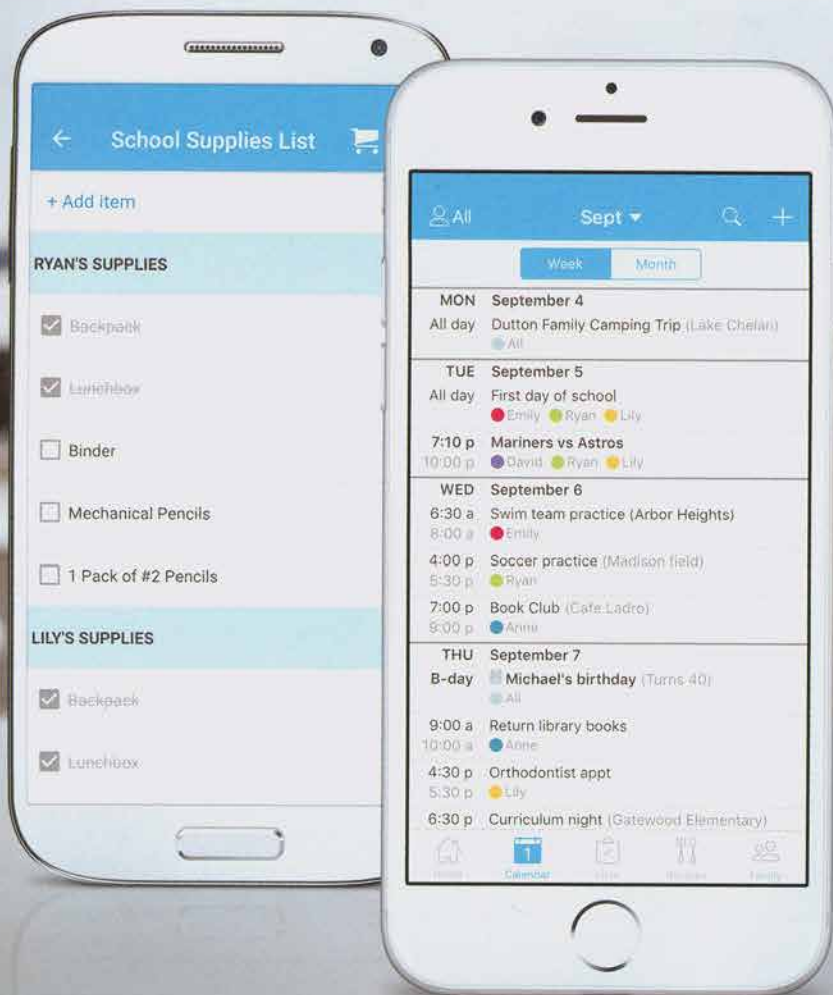 School Supplies List
+ Add item
RYAN'S SUPPLIES
Backpack
Lunchbox
Binder
Mechanical Pencils
1 Pack of #2 Pencils
LILY'S SUPPLIES
Backpack
Lunchbox
All Sept
Week Month
MON September 4
All day Dutton Family Camping Trip (Lake Chelan)
All
TUE September 5
All day First day of school
Emily Ryan Lily
7:10 p Mariners vs Astros
10:00 p David Ryan Lily
WED September 6
6:30 a Swim team practice (Arbor Heights)
8:00 a Emily
4:00 p Soccer practice (Madison field)
5:30 p Ryan
7:00 p Book Club (Cafe Ladro)
9:00 p Anne
THU September 7
B-day Michael's birthday (Turns 40)
All
9:00 a Return library books
10:00 a Anne
4:30 p Orthodontist appt
5:30 p Lily
6:30 p Curriculum night (Gatewood Elementary)
1
Calendar Family